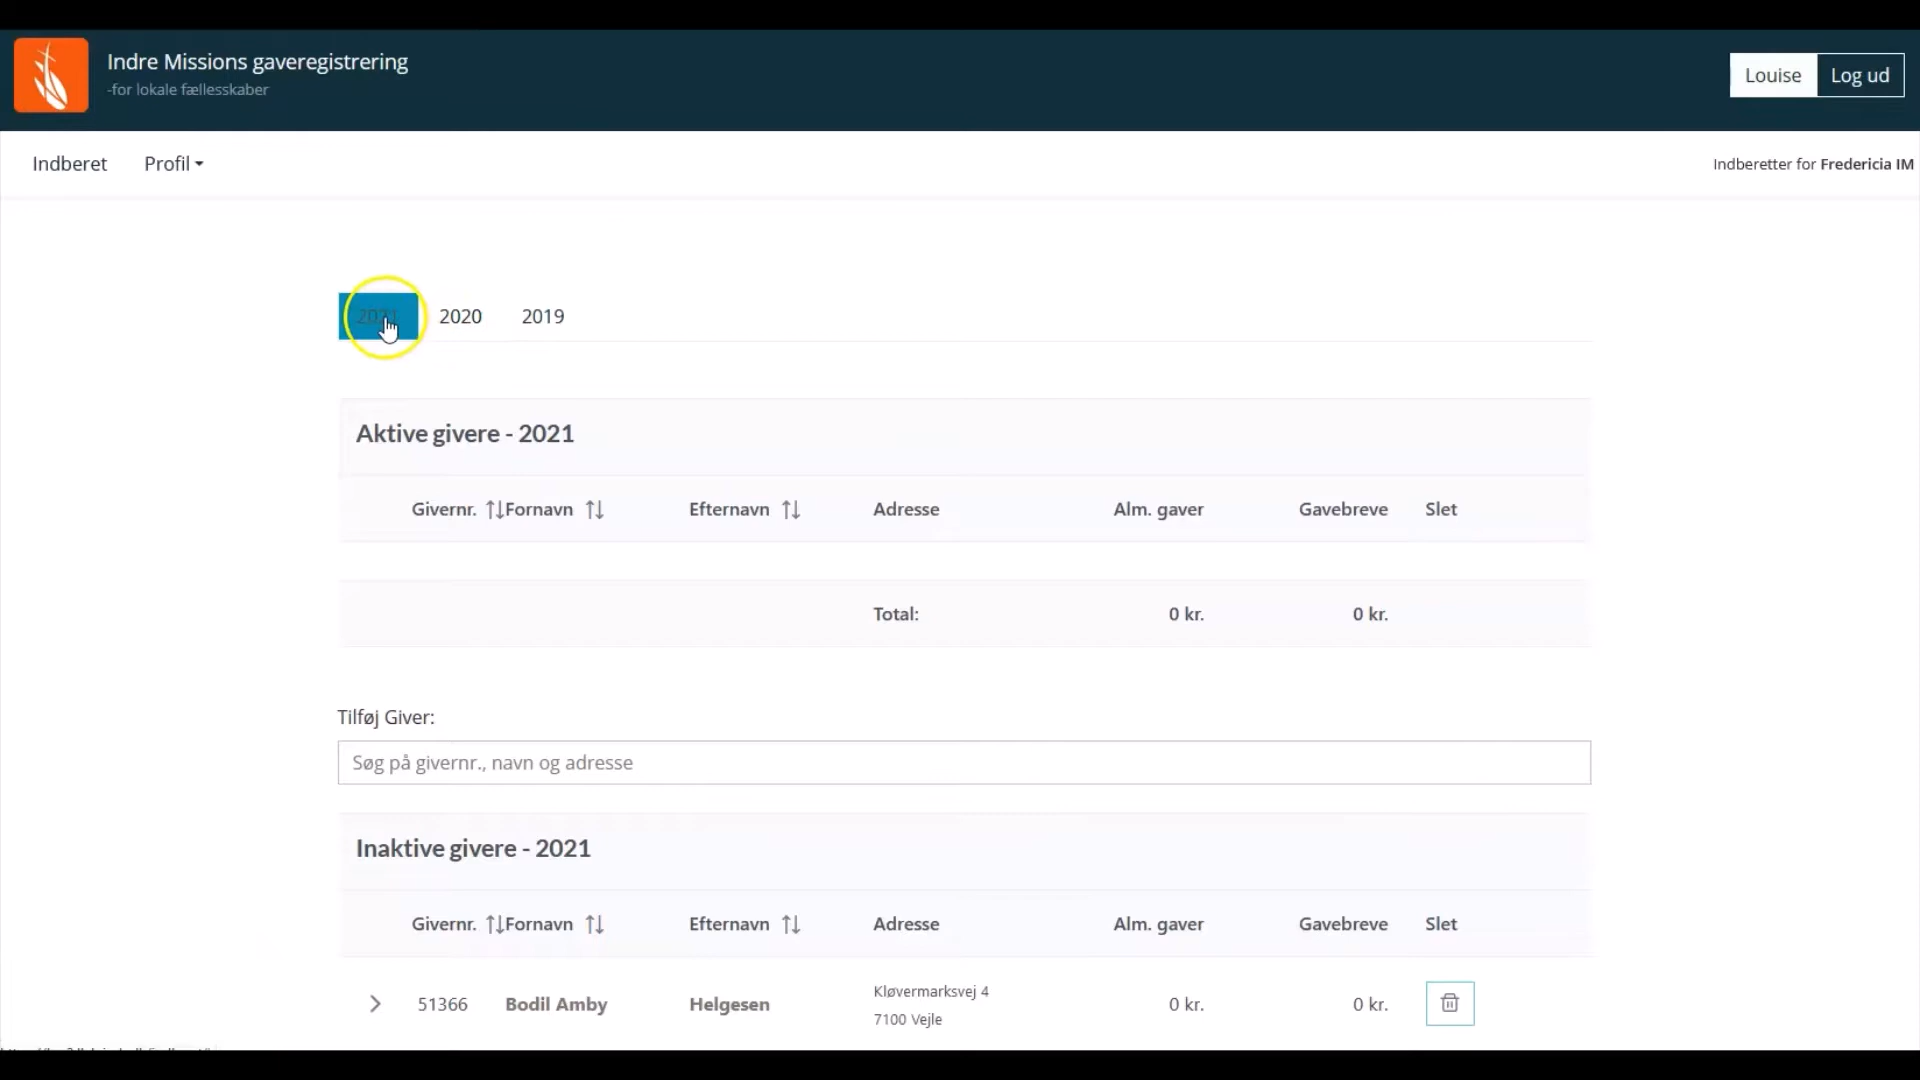 Indre Missions gaveregistrering
-for lokale fællesskaber
Louise Log ud
Indberet Profil
Indberetter for Fredericia IM
2021 2020 2019
Aktive givere - 2021
Givernr. Fornavn Efternavn Adresse Alm. gaver Gavebreve Slet
Total: 0 kr. 0 kr.
Tilføj Giver:
Søg på givernr., navn og adresse
Inaktive givere - 2021
Givernr. Fornavn Efternavn Adresse Alm. gaver Gavebreve Slet
51366 Bodil Amby Helgesen Kløvermarksvej 4 0 kr. 0 kr.
7100 Vejle